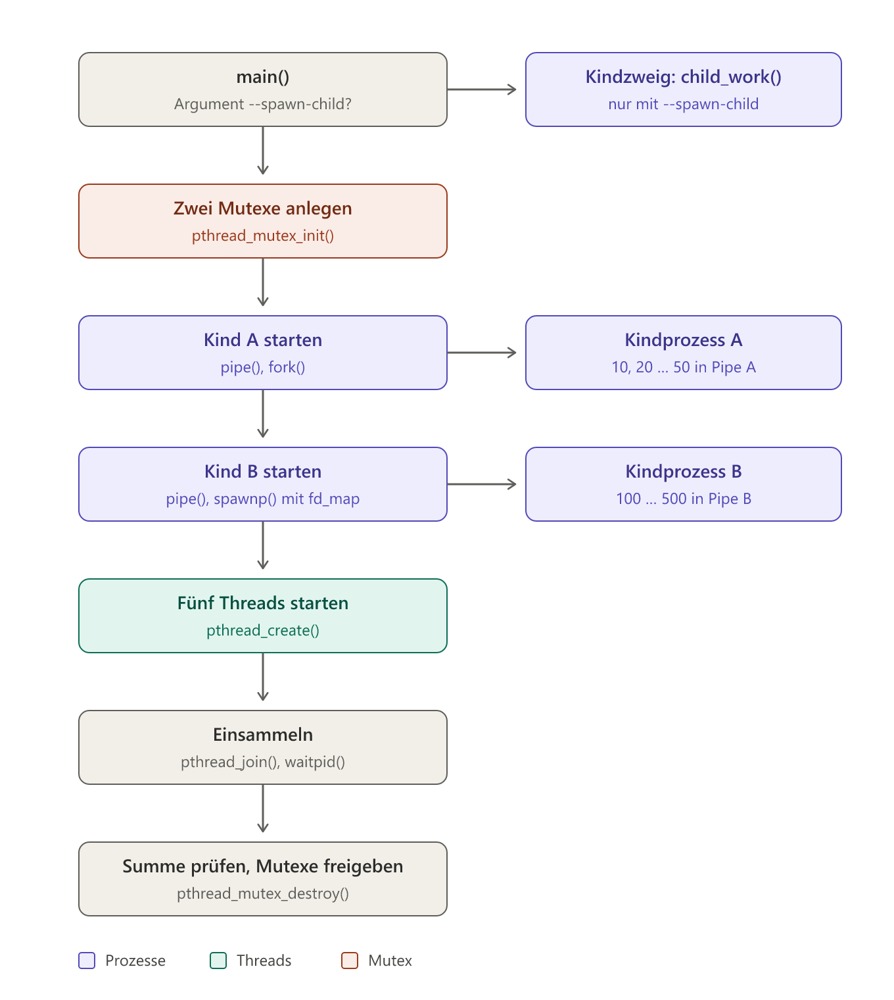 main()
Argument --spawn-child?
Kindzweig: child_work()
nur mit --spawn-child
Zwei Mutexe anlegen
pthread_mutex_init()
Kind A starten
pipe(), fork()
Kindprozess A
10, 20 ... 50 in Pipe A
Kind B starten
pipe(), spawnp() mit fd_map
Kindprozess B
100 ... 500 in Pipe B
Fünf Threads starten
pthread_create()
Einsammeln
pthread_join(), waitpid()
Summe prüfen, Mutexe freigeben
pthread_mutex_destroy()
Prozesse
Threads
Mutex